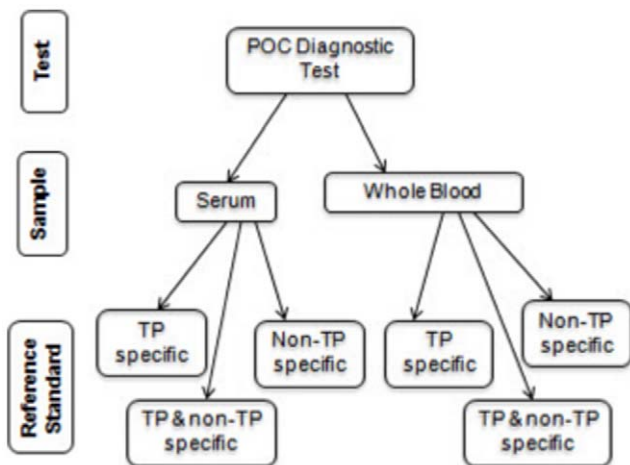 Test
POC Diagnostic
Test
Sample
Serum
Whole Blood
Reference
Standard
TP
specific
Non-TP
specific
TP & non-TP
specific
TP
specific
Non-TP
specific
TP & non-TP
specific